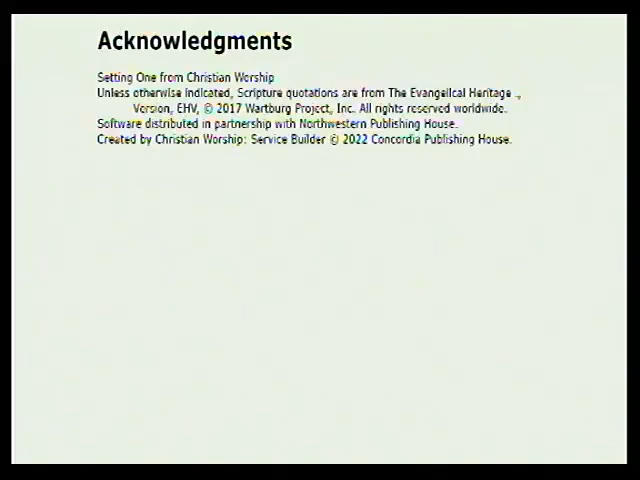 Acknowledgments
Setting One from Christian Worship
Unless otherwise indicated, Scripture quotations are from The Evangelical Heritage .,
Version, EHV, © 2017 Wartburg Project, Inc. All rights reserved worldwide.
Software distributed in partnership with Northwestern Publishing House.
Created by Christian Worship: Service Builder © 2022 Concordia Publishing House.